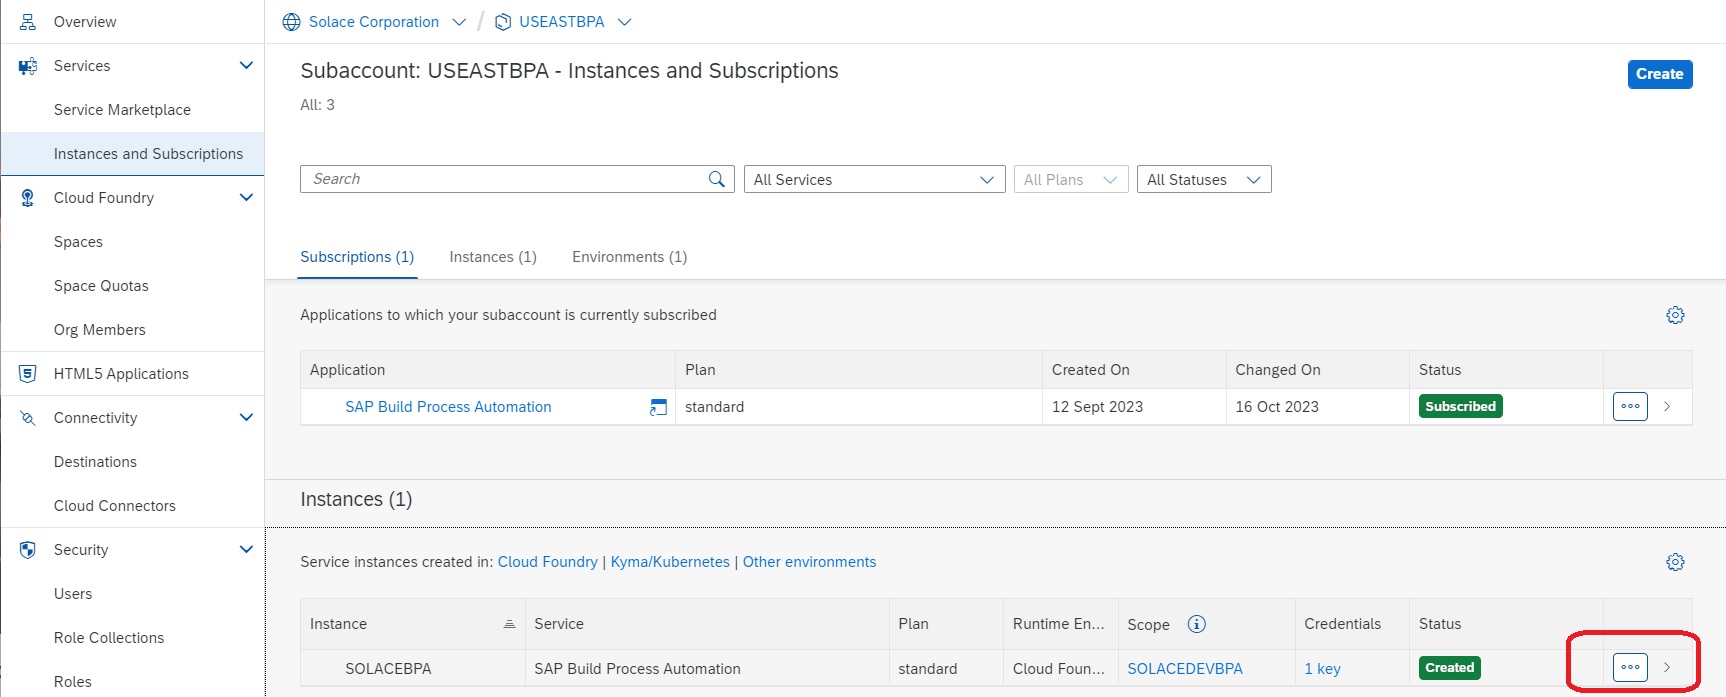 Overview
Services
Service Marketplace
Instances and Subscriptions
Cloud Foundry
Spaces
Space Quotas
Org Members
HTML5 Applications
Connectivity
Destinations
Cloud Connectors
Security
Users
Role Collections
Roles
Solace Corporation / USEASTBPA
Subaccount: USEASTBPA - Instances and Subscriptions
Create
All: 3
Search All Services All Plans All Statuses
Subscriptions (1) Instances (1) Environments (1)
Applications to which your subaccount is currently subscribed
Application Plan Created On Changed On Status
SAP Build Process Automation standard 12 Sept 2023 16 Oct 2023 Subscribed
Instances (1)
Service instances created in: Cloud Foundry | Kyma/Kubernetes | Other environments
Instance Service Plan Runtime En... Scope Credentials Status
SOLACEBPA SAP Build Process Automation standard Cloud Foun... SOLACEDEVBPA 1 key Created